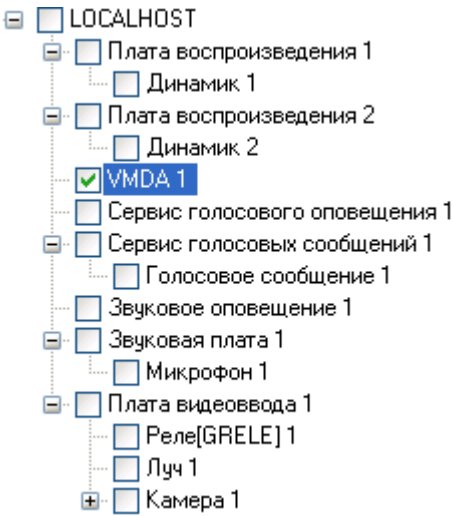 LOCALHOST
Плата воспроизведения 1
Динамик 1
Плата воспроизведения 2
Динамик 2
VMDA 1
Сервис голосового оповещения 1
Сервис голосовых сообщений 1
Голосовое сообщение 1
Звуковое оповещение 1
Звуковая плата 1
Микрофон 1
Плата видеоввода 1
Реле[GRELE] 1
Луч 1
Камера 1